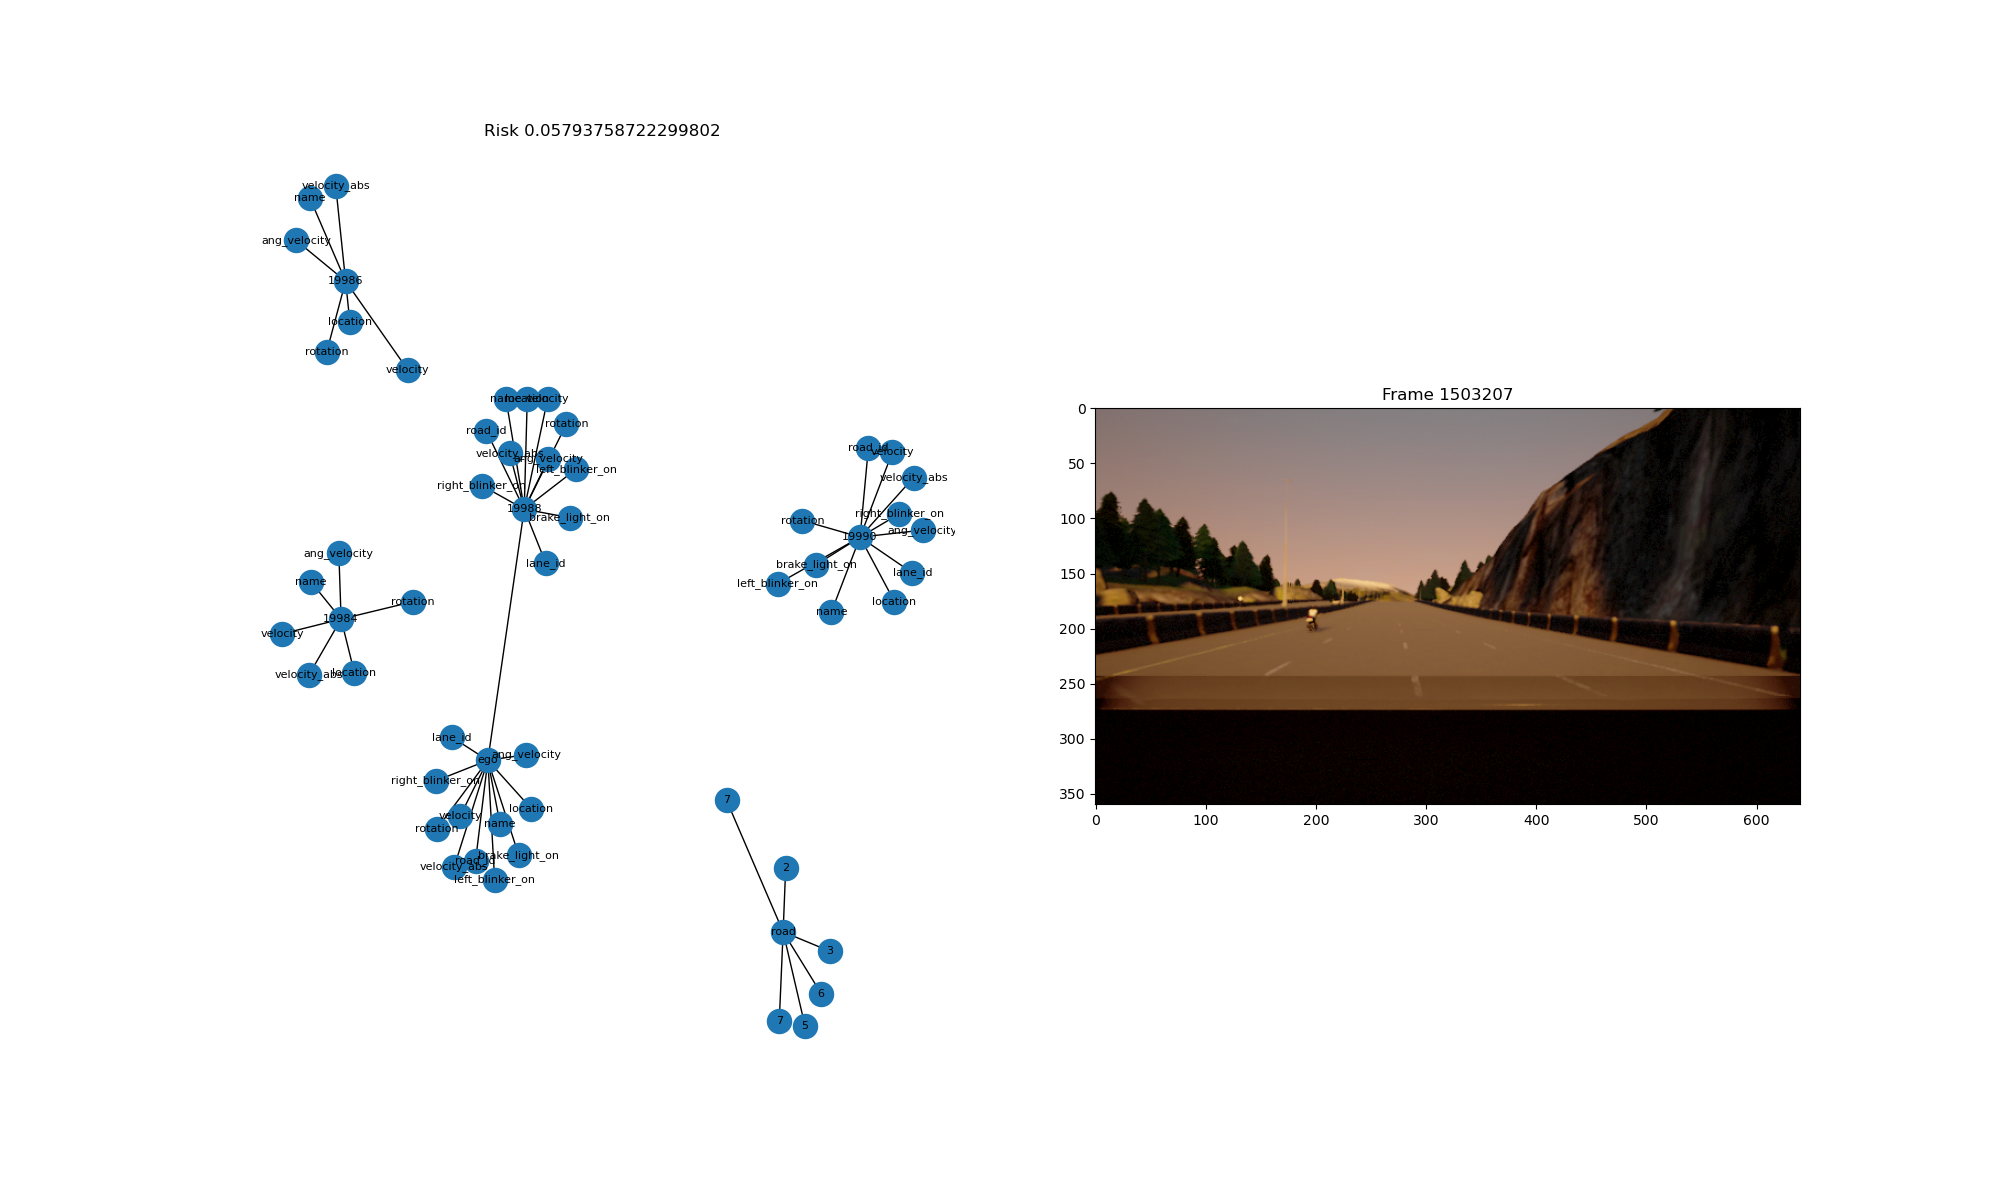 Risk 0.05793758722299802
velocity_abs
name
ang_velocity
19986
location
rotation
velocity
name
location
velocity
road_id
rotation
velocity_abs
ang_velocity
left_blinker_on
right_blinker_on
19988
brake_light_on
lane_id
road_id
velocity
velocity_abs
rotation
right_blinker_on
ang_velocity
19990
brake_light_on
lane_id
left_blinker_on
name
location
ang_velocity
name
rotation
19984
velocity
velocity_abs
location
lane_id
ang_velocity
ego
right_blinker_on
location
velocity
rotation
name
brake_light_on
road_id
velocity_abs
left_blinker_on
7
2
road
3
6
7
5
Frame 1503207
0
50
100
150
200
250
300
350
0
100
200
300
400
500
600